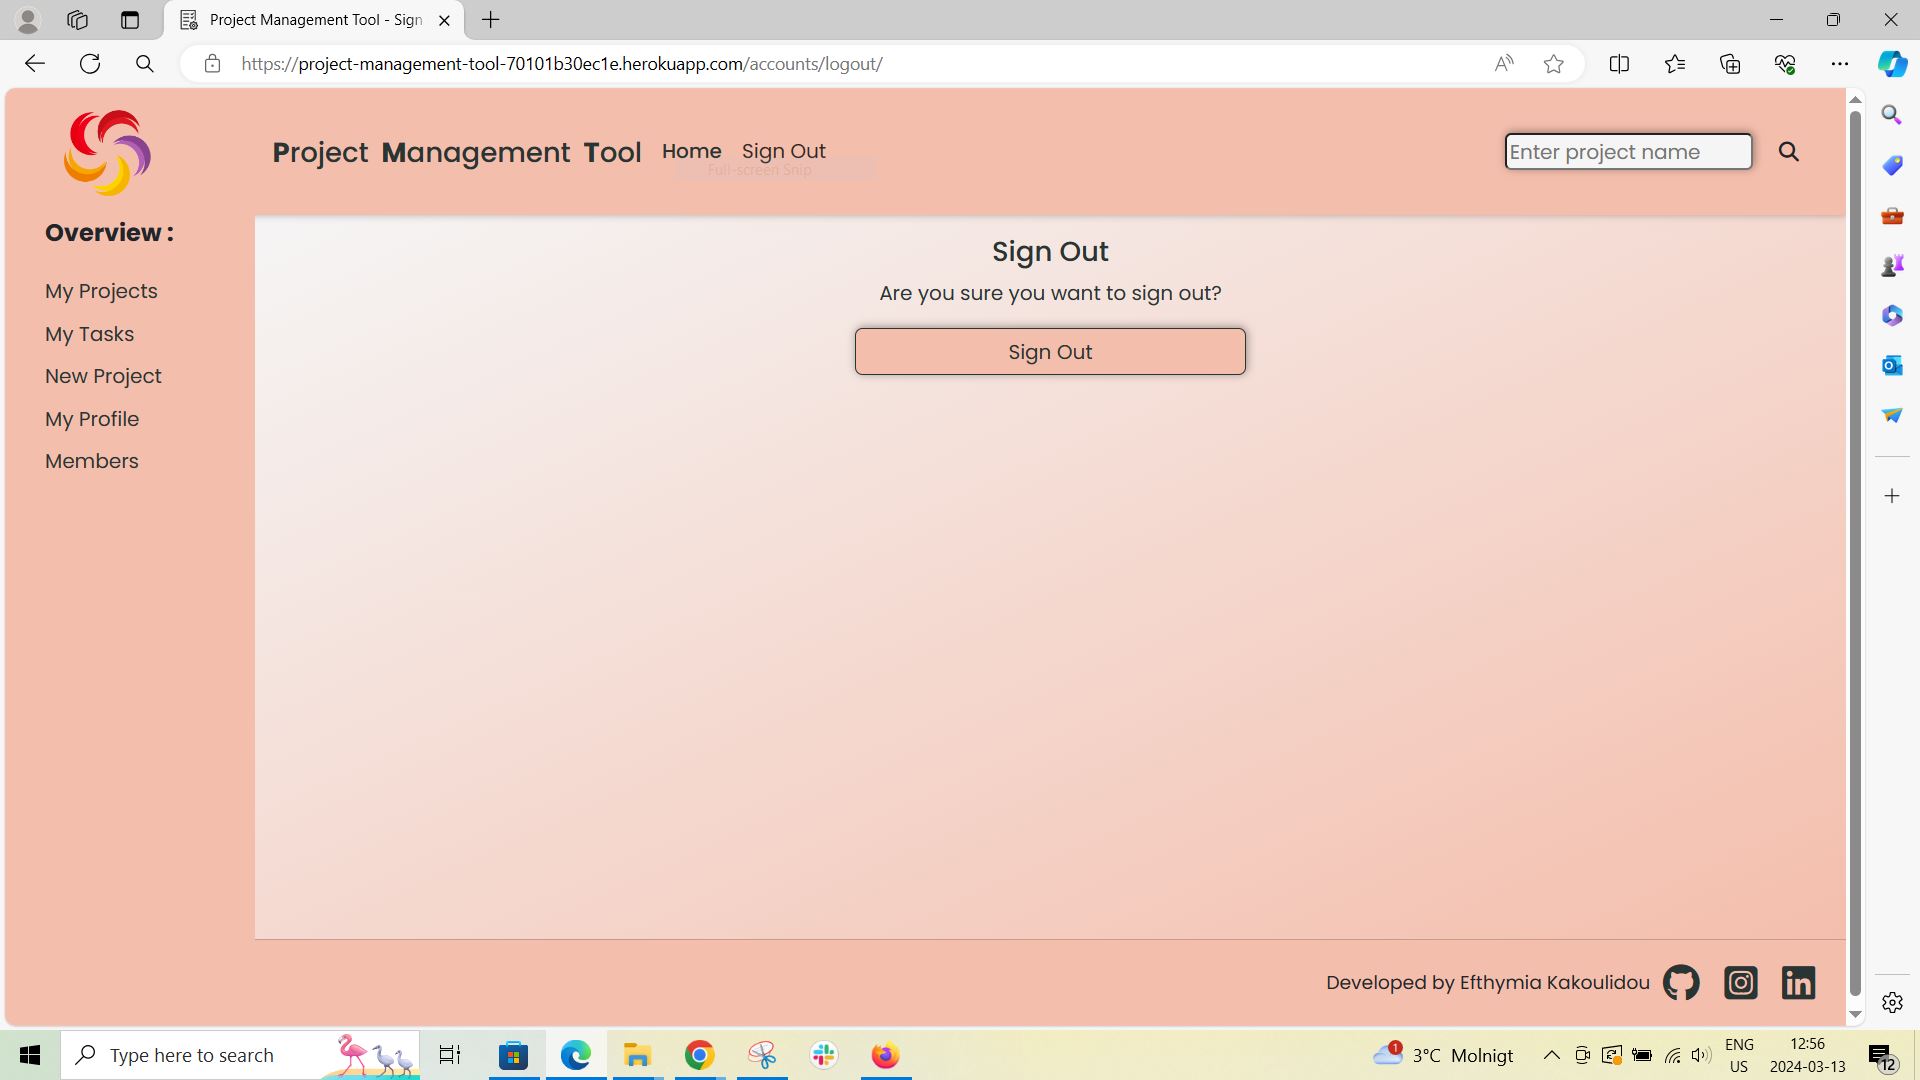 Project Management Tool - Sign
https://project-management-tool-70101b30ec1e.herokuapp.com/accounts/logout/
Project Management Tool Home Sign Out
Enter project name
Full-screen Snip
Overview :
My Projects
My Tasks
New Project
My Profile
Members
Sign Out
Are you sure you want to sign out?
Sign Out
Developed by Efthymia Kakoulidou
Type here to search
1
3°C Molnigt
ENG
US
12:56
2024-03-13
12